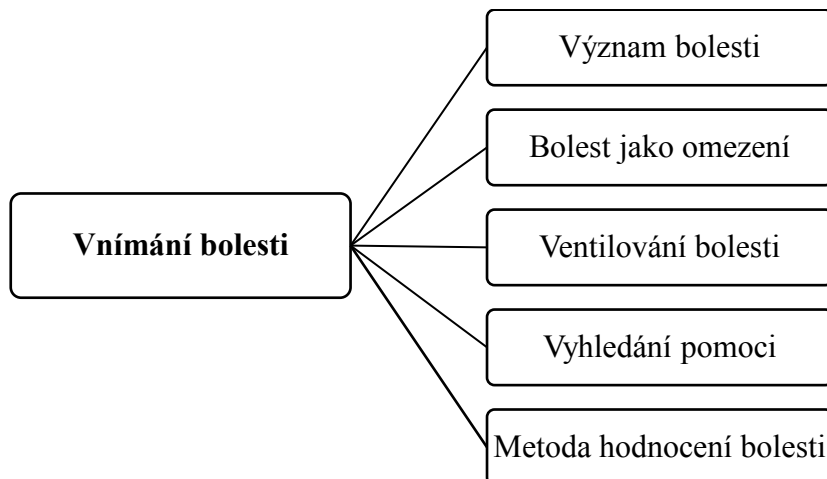 Význam bolesti
Bolest jako omezení
Vnímání bolesti
Ventilování bolesti
Vyhledání pomoci
Metoda hodnocení bolesti